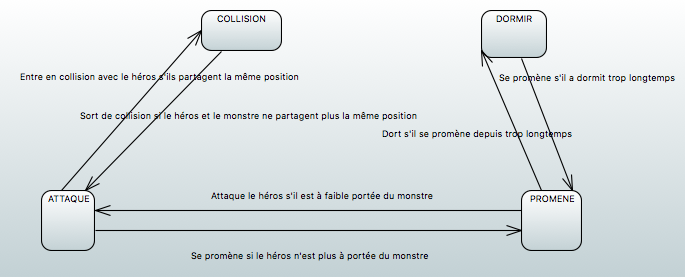 COLLISION
DORMIR
Entre en collision avec le héros s'ils partagent la même position
Se promène s'il a dormit trop longtemps
Sort de collision si le héros et le monstre ne partagent plus la même position
Dort s'il se promène depuis trop longtemps
ATTAQUE
Attaque le héros s'il est à faible portée du monstre
PROMENE
Se promène si le héros n'est plus à portée du monstre